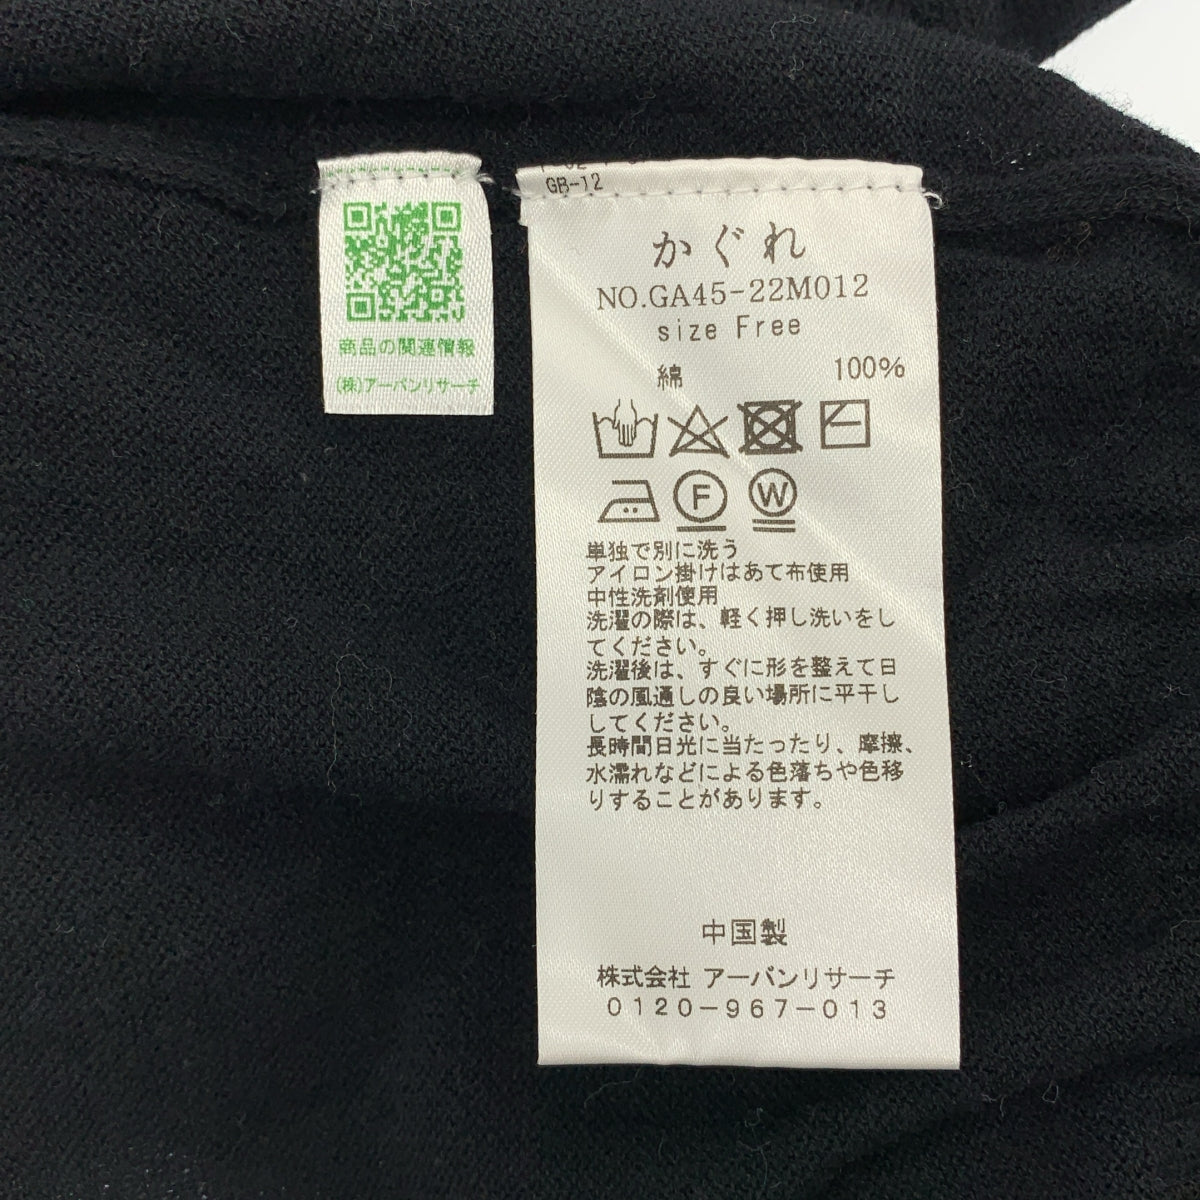 商品の関連情報
(株)アーバンリサーチ
GB-12
かぐれ
NO.GA45-22M012
size Free
綿 100%
F W
単独で別に洗う
アイロン掛けはあて布使用
中性洗剤使用
洗濯の際は、軽く押し洗いをし
てください。
洗濯後は、すぐに形を整えて日
陰の風通しの良い場所に平干し
してください。
長時間日光に当たったり、摩擦、
水濡れなどによる色落ちや色移
りすることがあります。
中国製
株式会社 アーバンリサーチ
0120-967-013